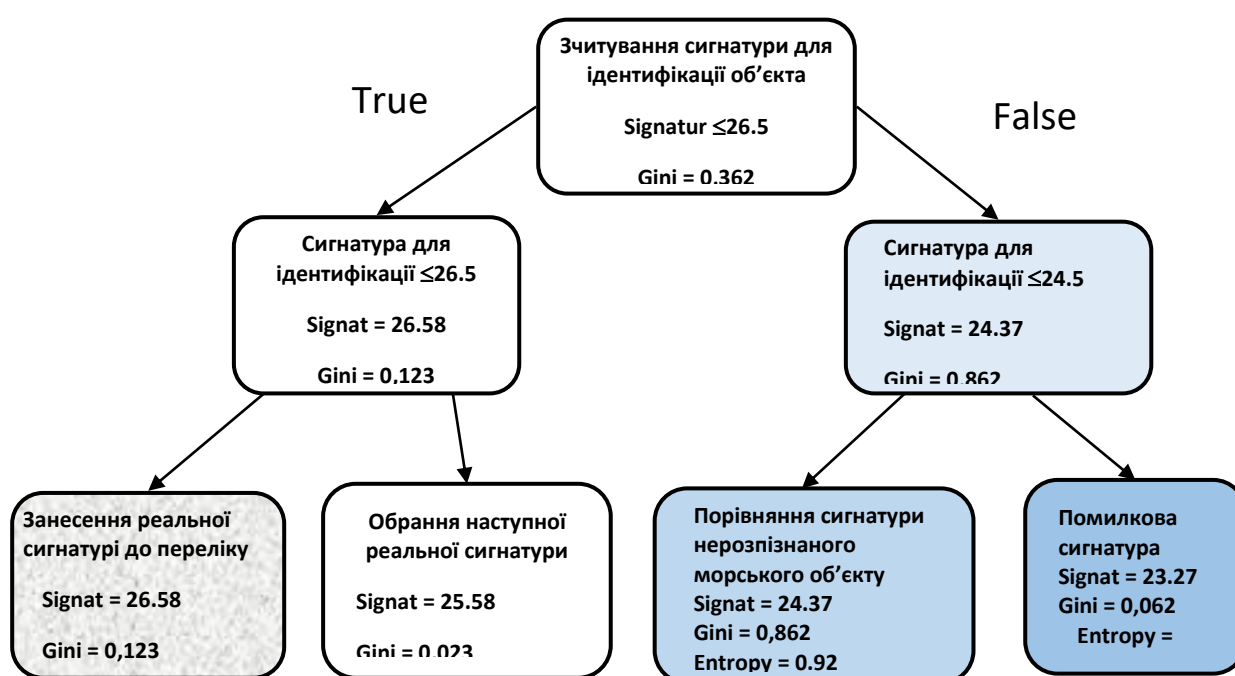 Зчитування сигнатури для
ідентифікації об’єкта
Signatur ≤26.5
Gini = 0.362
True
False
Сигнатура для
ідентифікації ≤26.5
Signat = 26.58
Gini = 0,123
Сигнатура для
ідентифікації ≤24.5
Signat = 24.37
Gini = 0.862
Занесення реальної
сигнатурі до переліку
Signat = 26.58
Gini = 0,123
Обрання наступної
реальної сигнатури
Signat = 25.58
Gini = 0.023
Порівняння сигнатури
нерозпізнаного
морського об’єкту
Signat = 24.37
Gini = 0,862
Entropy = 0.92
Помилкова
сигнатура
Signat = 23.27
Gini = 0,062
Entropy =